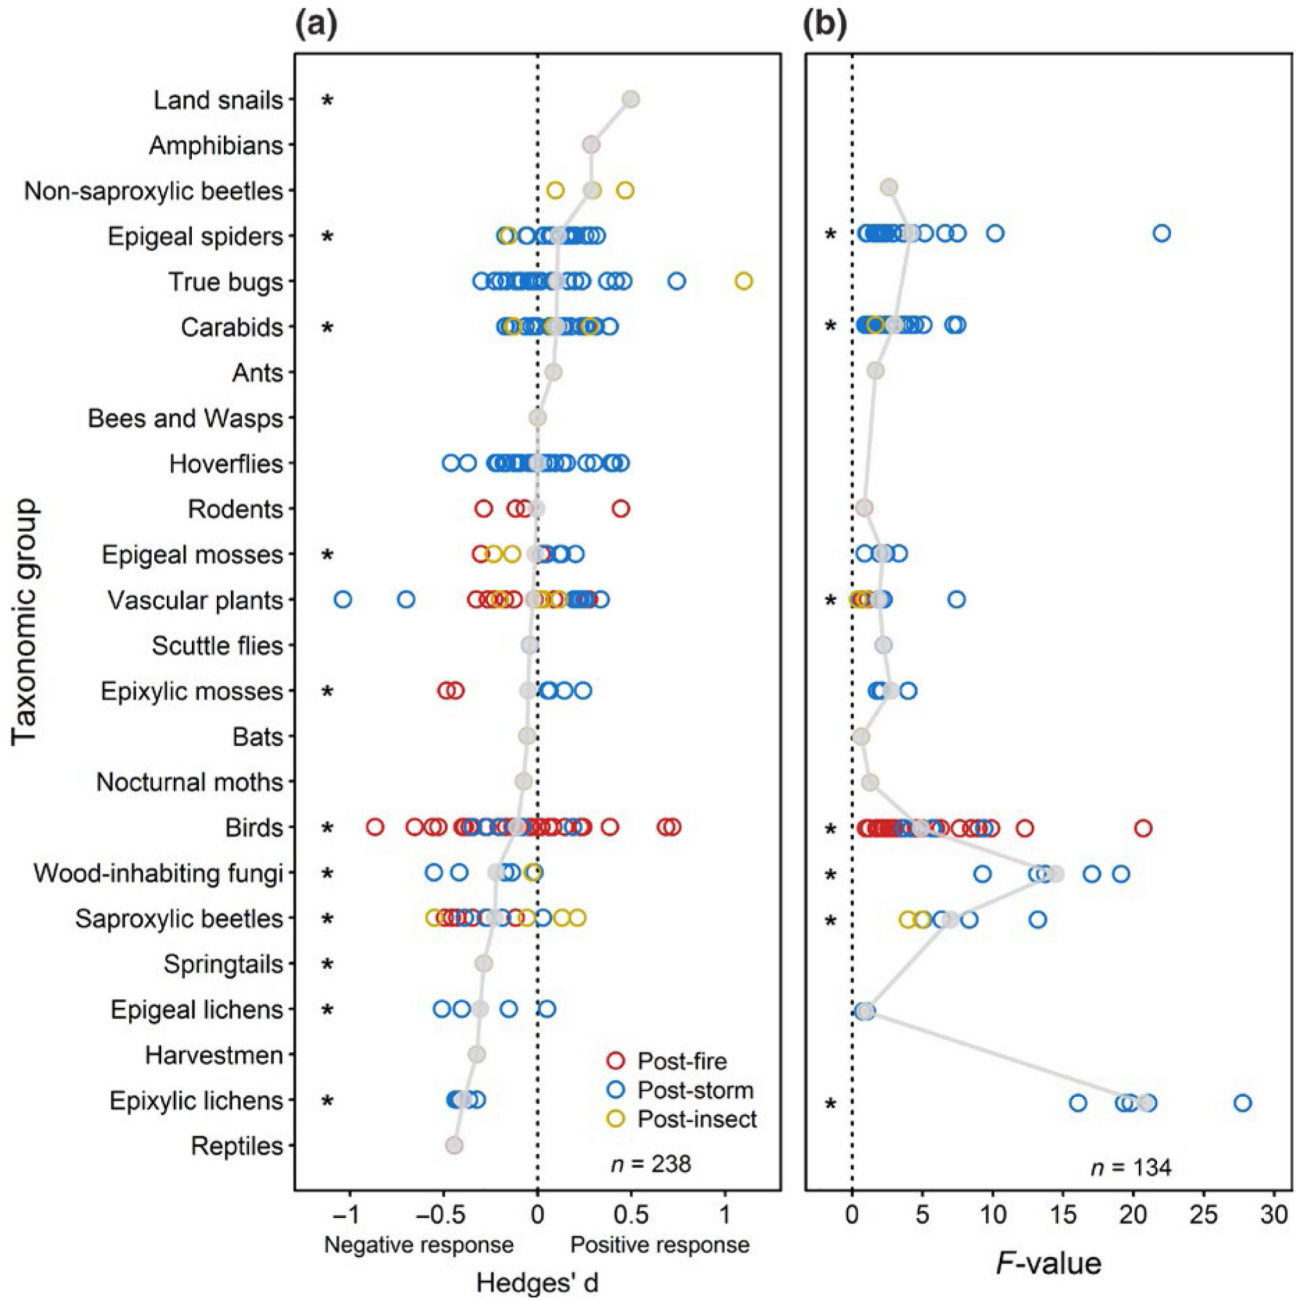 (a) (b)
Land snails *
Amphibians
Non-saproxylic beetles
Epigeal spiders * *
True bugs
Carabids * *
Ants
Bees and Wasps
Hoverflies
Rodents
Epigeal mosses *
Vascular plants *
Scuttle flies
Epixylic mosses *
Bats
Nocturnal moths
Birds * *
Wood-inhabiting fungi * *
Saproxylic beetles * *
Springtails *
Epigeal lichens *
Harvestmen
Epixylic lichens * *
Reptiles
Taxonomic group
Post-fire
Post-storm
Post-insect
n = 238
n = 134
−1 −0.5 0 0.5 1
Negative response Positive response
Hedges' d
0 5 10 15 20 25 30
F-value